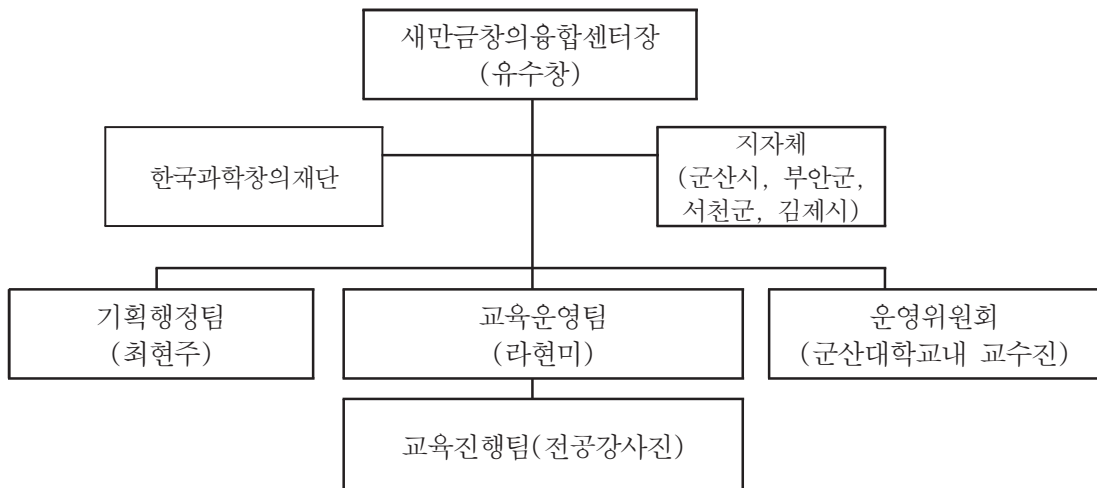 새만금창의융합센터장
(유수창)
한국과학창의재단
지자체
(군산시, 부안군,
서천군, 김제시)
기획행정팀
(최현주)
교육운영팀
(라현미)
운영위원회
(군산대학교내 교수진)
교육진행팀(전공강사진)